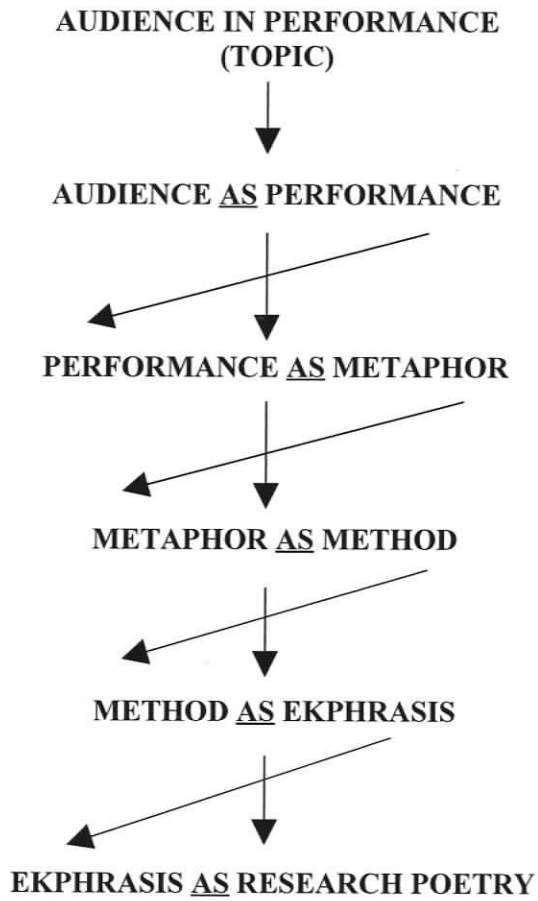 AUDIENCE IN PERFORMANCE
(TOPIC)
AUDIENCE AS PERFORMANCE
PERFORMANCE AS METAPHOR
METAPHOR AS METHOD
METHOD AS EKPHRASIS
EKPHRASIS AS RESEARCH POETRY